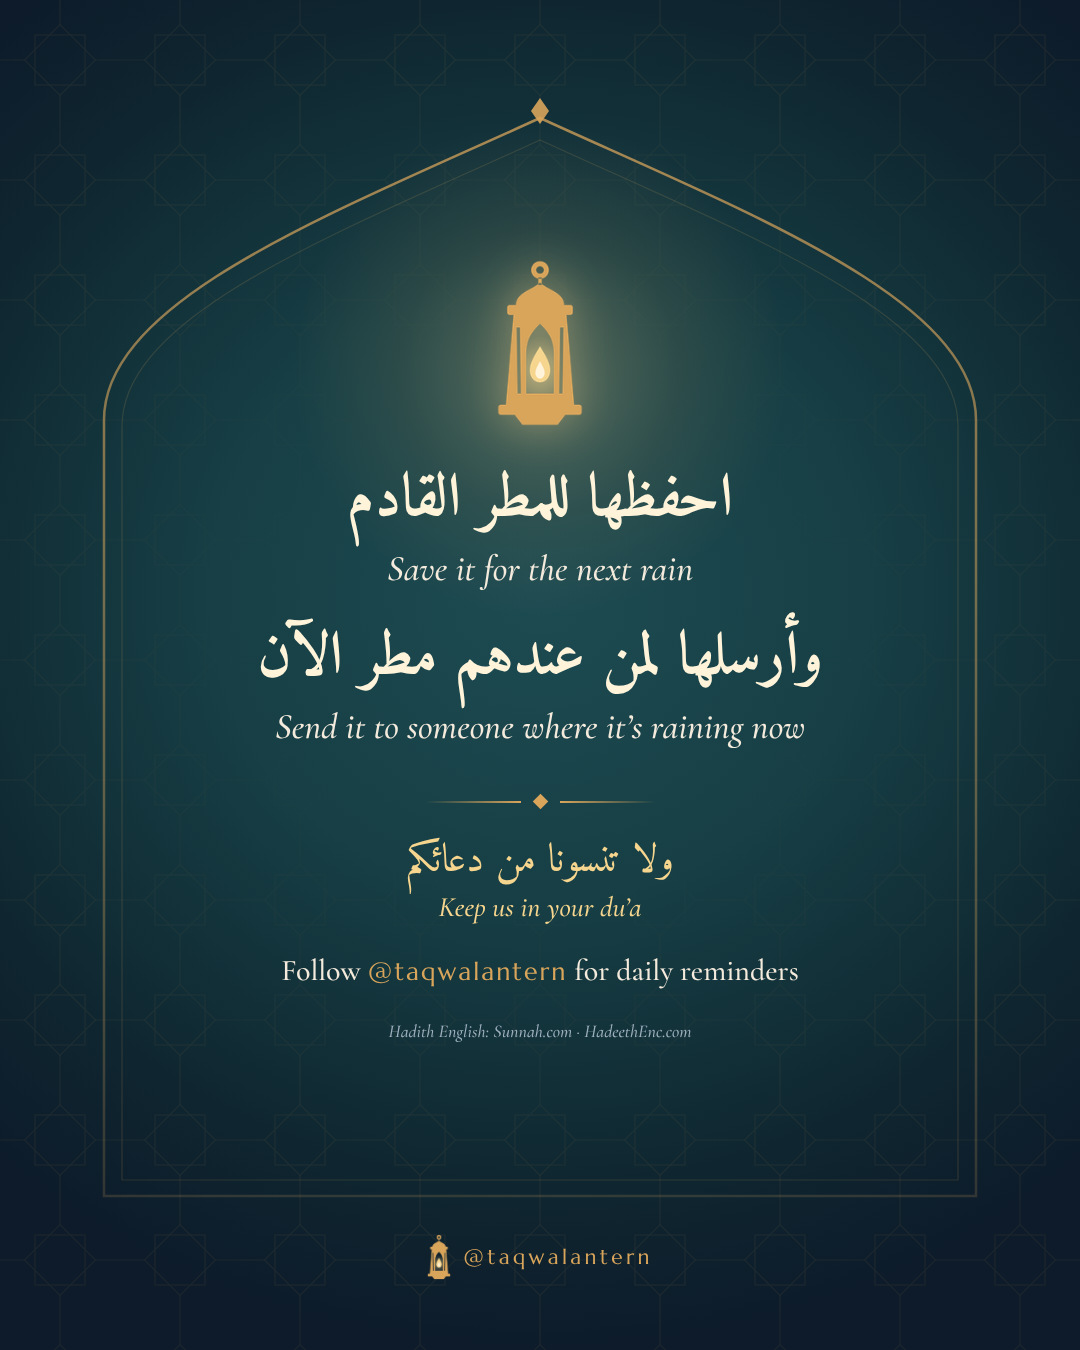 احفظها للمطر القادم
Save it for the next rain
وأرسلها لمن عندهم مطر الآن
Send it to someone where it’s raining now
ولا تنسونا من دعائكم
Keep us in your du’a
Follow @taqwalantern for daily reminders
Hadith English: Sunnah.com · HadeethEnc.com
@taqwalantern